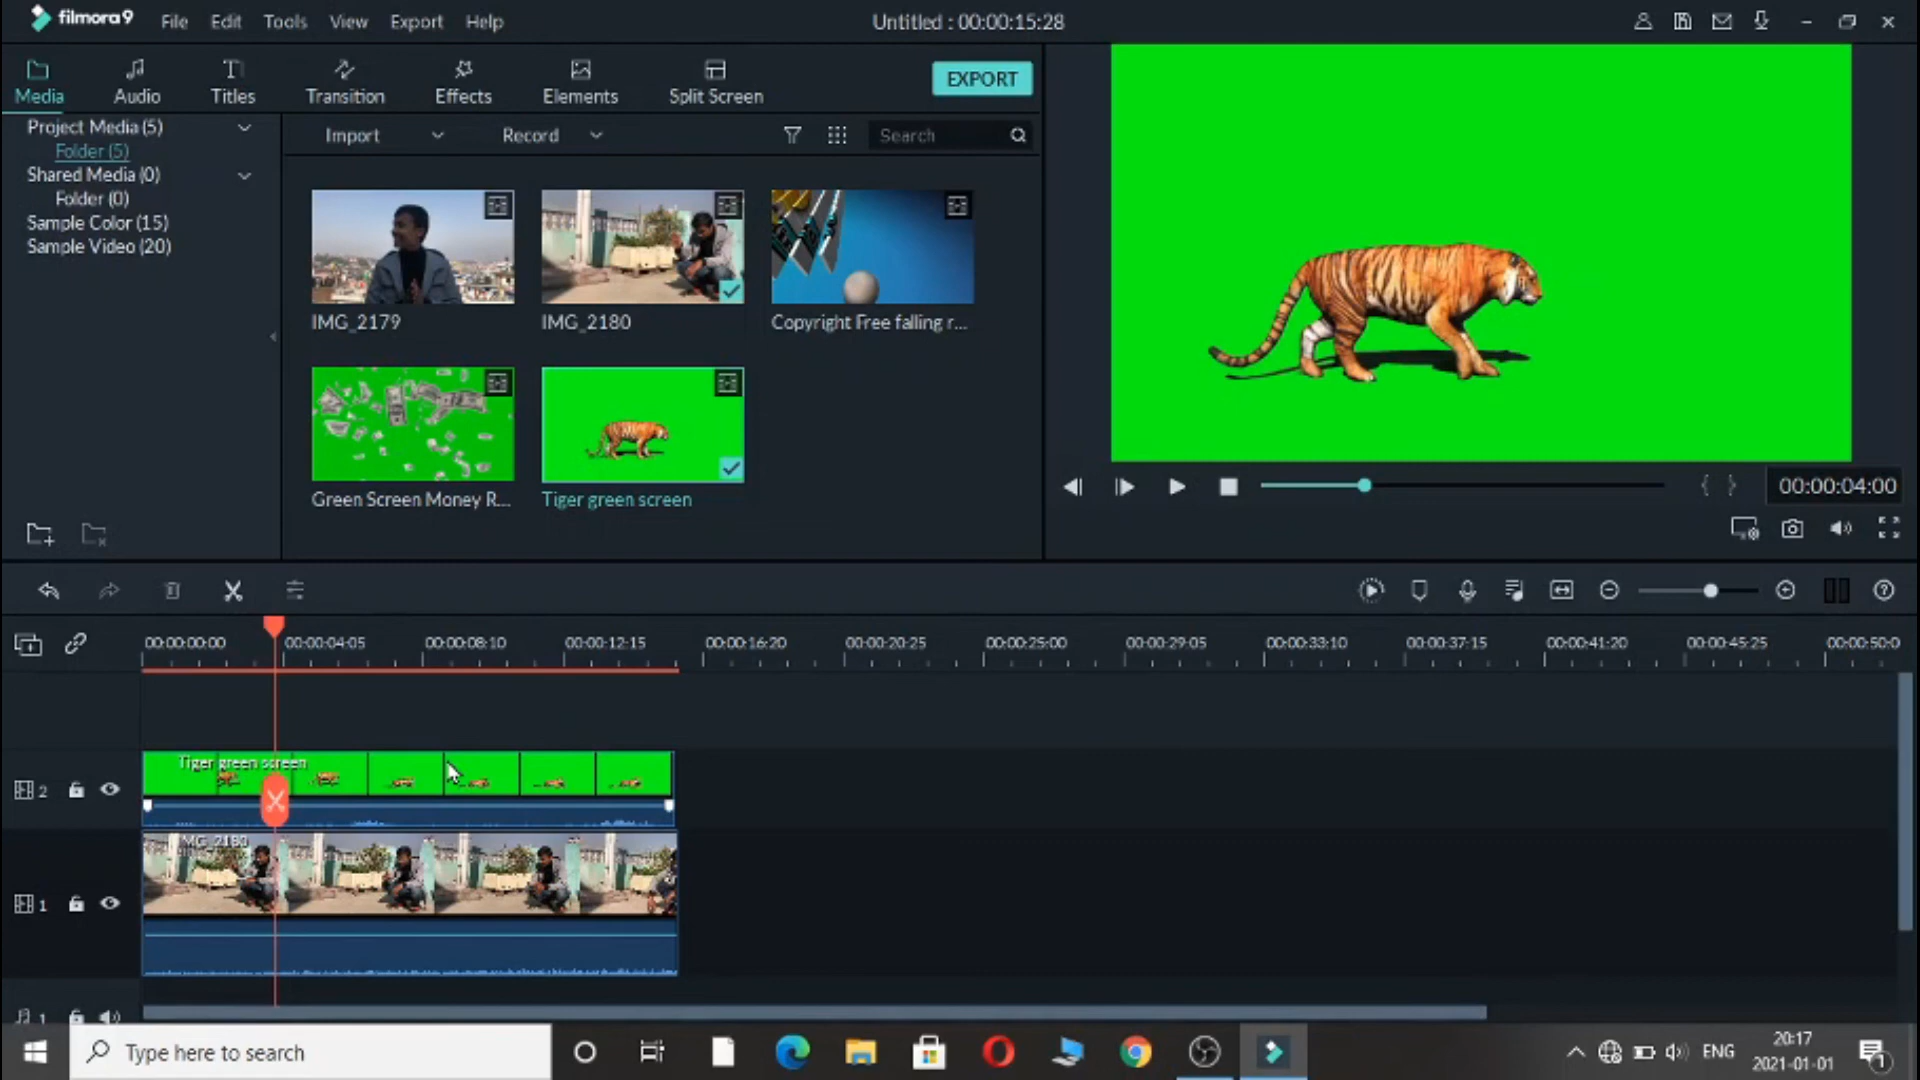 filmora9 File Edit Tools View Export Help Untitled : 00:00:15:28
Media Audio Titles Transition Effects Elements Split Screen EXPORT
Project Media (5)
Folder (5)
Shared Media (0)
Folder (0)
Sample Color (15)
Sample Video (20)
Import Record Search
IMG_2179 IMG_2180 Copyright Free falling r...
Green Screen Money R... Tiger green screen
00:00:04:00
00:00:00:00 00:00:04:05 00:00:08:10 00:00:12:15 00:00:16:20 00:00:20:25 00:00:25:00 00:00:29:05 00:00:33:10 00:00:37:15 00:00:41:20 00:00:45:25 00:00:50:0
Tiger green screen
2
IMG_2180
1
1
Type here to search
ENG
20:17
2021-01-01
1